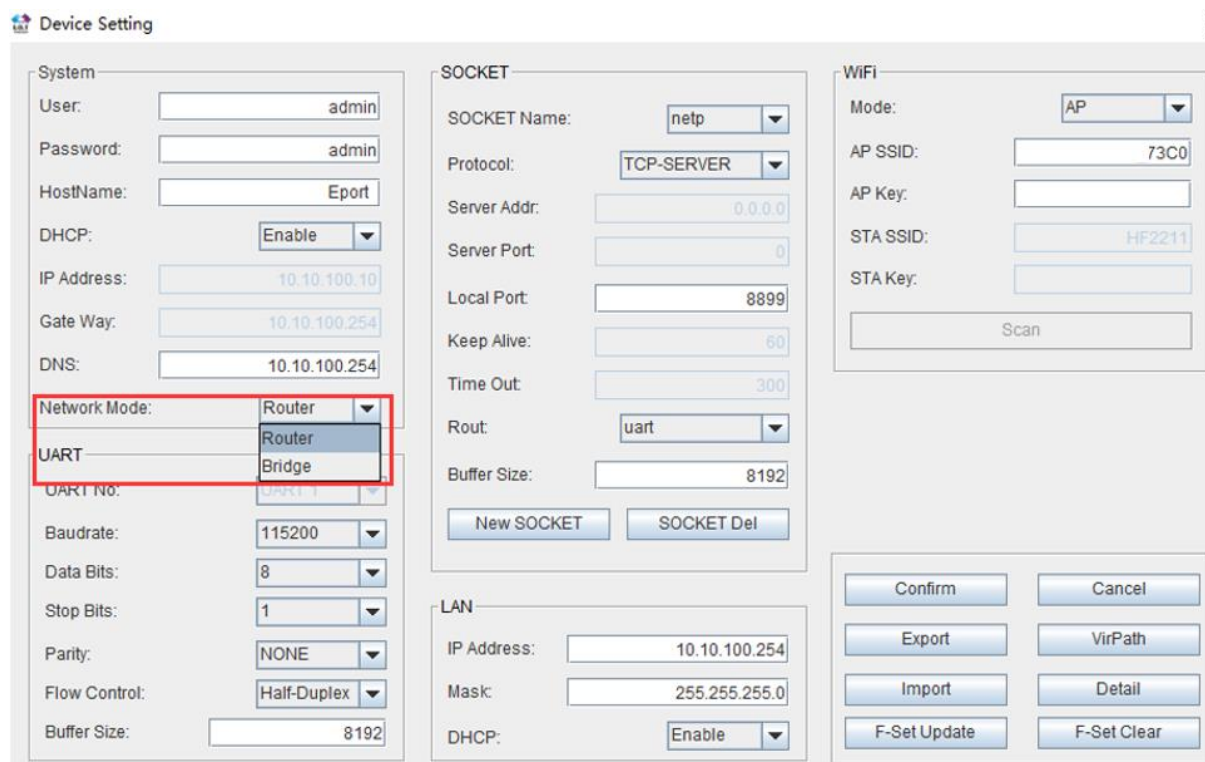 Device Setting
System
User: admin
Password: admin
HostName: Eport
DHCP: Enable
IP Address: 10.10.100.10
Gate Way: 10.10.100.254
DNS: 10.10.100.254
Network Mode: Router
Router
Bridge
UART
UART No: UART 1
Baudrate: 115200
Data Bits: 8
Stop Bits: 1
Parity: NONE
Flow Control: Half-Duplex
Buffer Size: 8192
SOCKET
SOCKET Name: netp
Protocol: TCP-SERVER
Server Addr: 0.0.0.0
Server Port: 0
Local Port: 8899
Keep Alive: 60
Time Out: 300
Rout: uart
Buffer Size: 8192
New SOCKET SOCKET Del
LAN
IP Address: 10.10.100.254
Mask: 255.255.255.0
DHCP: Enable
WiFi
Mode: AP
AP SSID: 73C0
AP Key:
STA SSID: HF2211
STA Key:
Scan
Confirm Cancel
Export VirPath
Import Detail
F-Set Update F-Set Clear